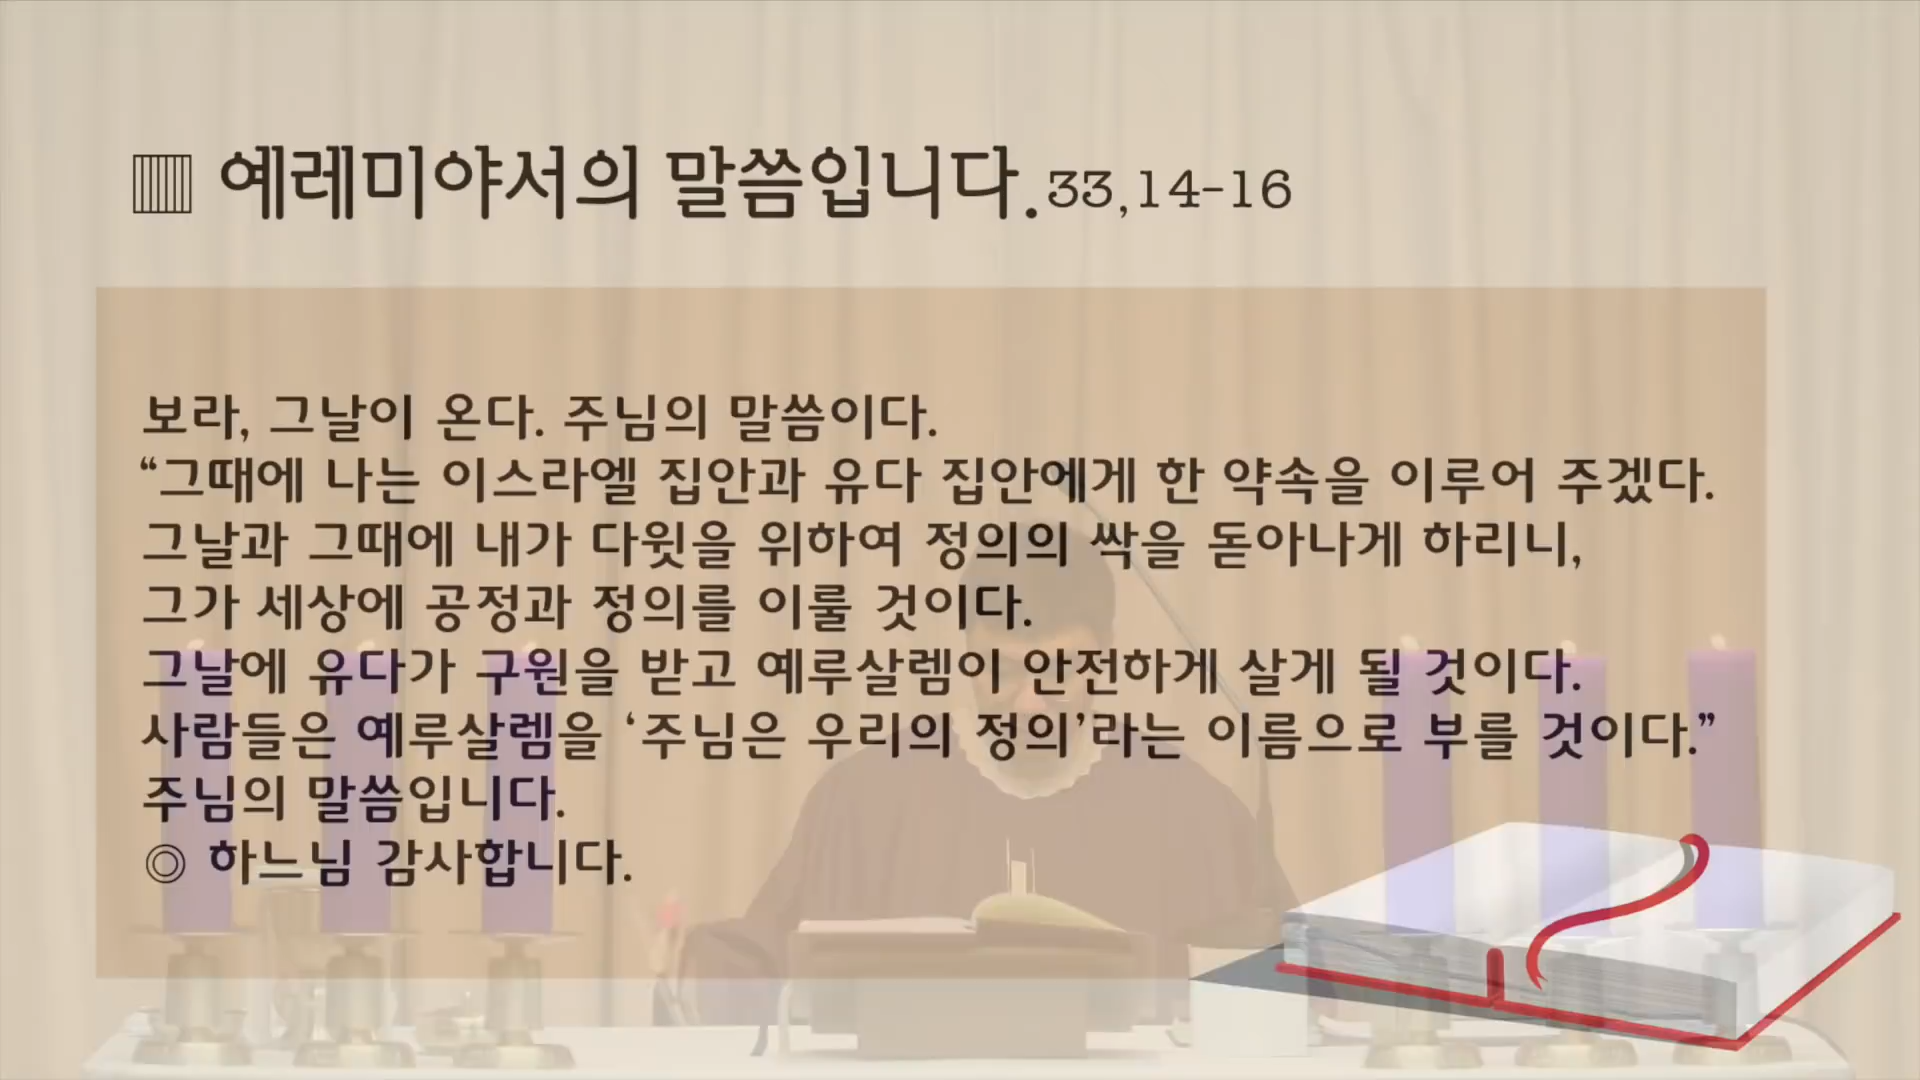 ▥ 예레미야서의 말씀입니다.33,14-16
보라, 그날이 온다. 주님의 말씀이다.
“그때에 나는 이스라엘 집안과 유다 집안에게 한 약속을 이루어 주겠다.
그날과 그때에 내가 다윗을 위하여 정의의 싹을 돋아나게 하리니,
그가 세상에 공정과 정의를 이룰 것이다.
그날에 유다가 구원을 받고 예루살렘이 안전하게 살게 될 것이다.
사람들은 예루살렘을 ‘주님은 우리의 정의’라는 이름으로 부를 것이다.”
주님의 말씀입니다.
◎ 하느님 감사합니다.